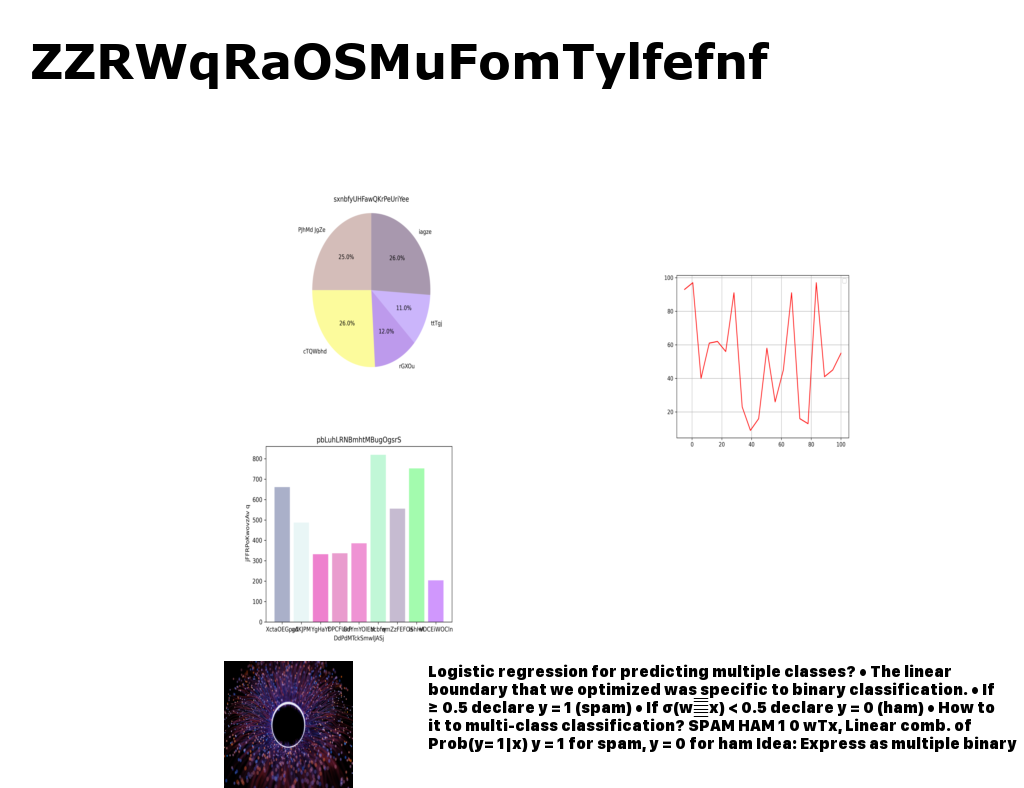 ZZRWqRaOSMuFomTylfefnf
sxnbfyUHFawQKrPeUriYee
PjhMd JgZe
iagze
25.0%
26.0%
11.0%
26.0%
12.0%
ttTgj
cTQWbhd
rGXOu
100
80
60
40
20
0 20 40 60 80 100
pbLuhLRNBmhtMBugOgsrS
800
700
600
500
400
300
200
100
0
DdPdMTckSmwIJASj
Logistic regression for predicting multiple classes? • The linear
boundary that we optimized was specific to binary classification. • If
≥ 0.5 declare y = 1 (spam) • If σ(w x) < 0.5 declare y = 0 (ham) • How to
it to multi-class classification? SPAM HAM 1 0 wTx, Linear comb. of
Prob(y=1|x) y = 1 for spam, y = 0 for ham Idea: Express as multiple binary